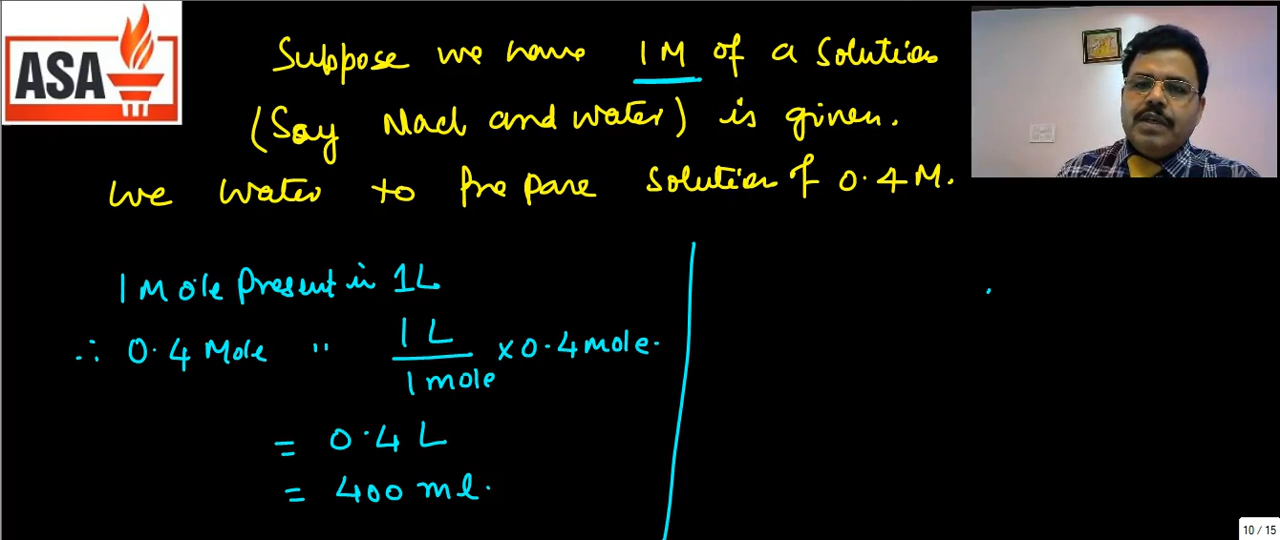 ASA
Suppose we have 1M of a solution
(Say Nacl and water) is given.
we water to prepare solution of 0.4M.
1 Mole Present in 1L
∴ 0.4 Mole " 1L / 1mole × 0.4 mole.
= 0.4 L
= 400 ml.
10 / 15